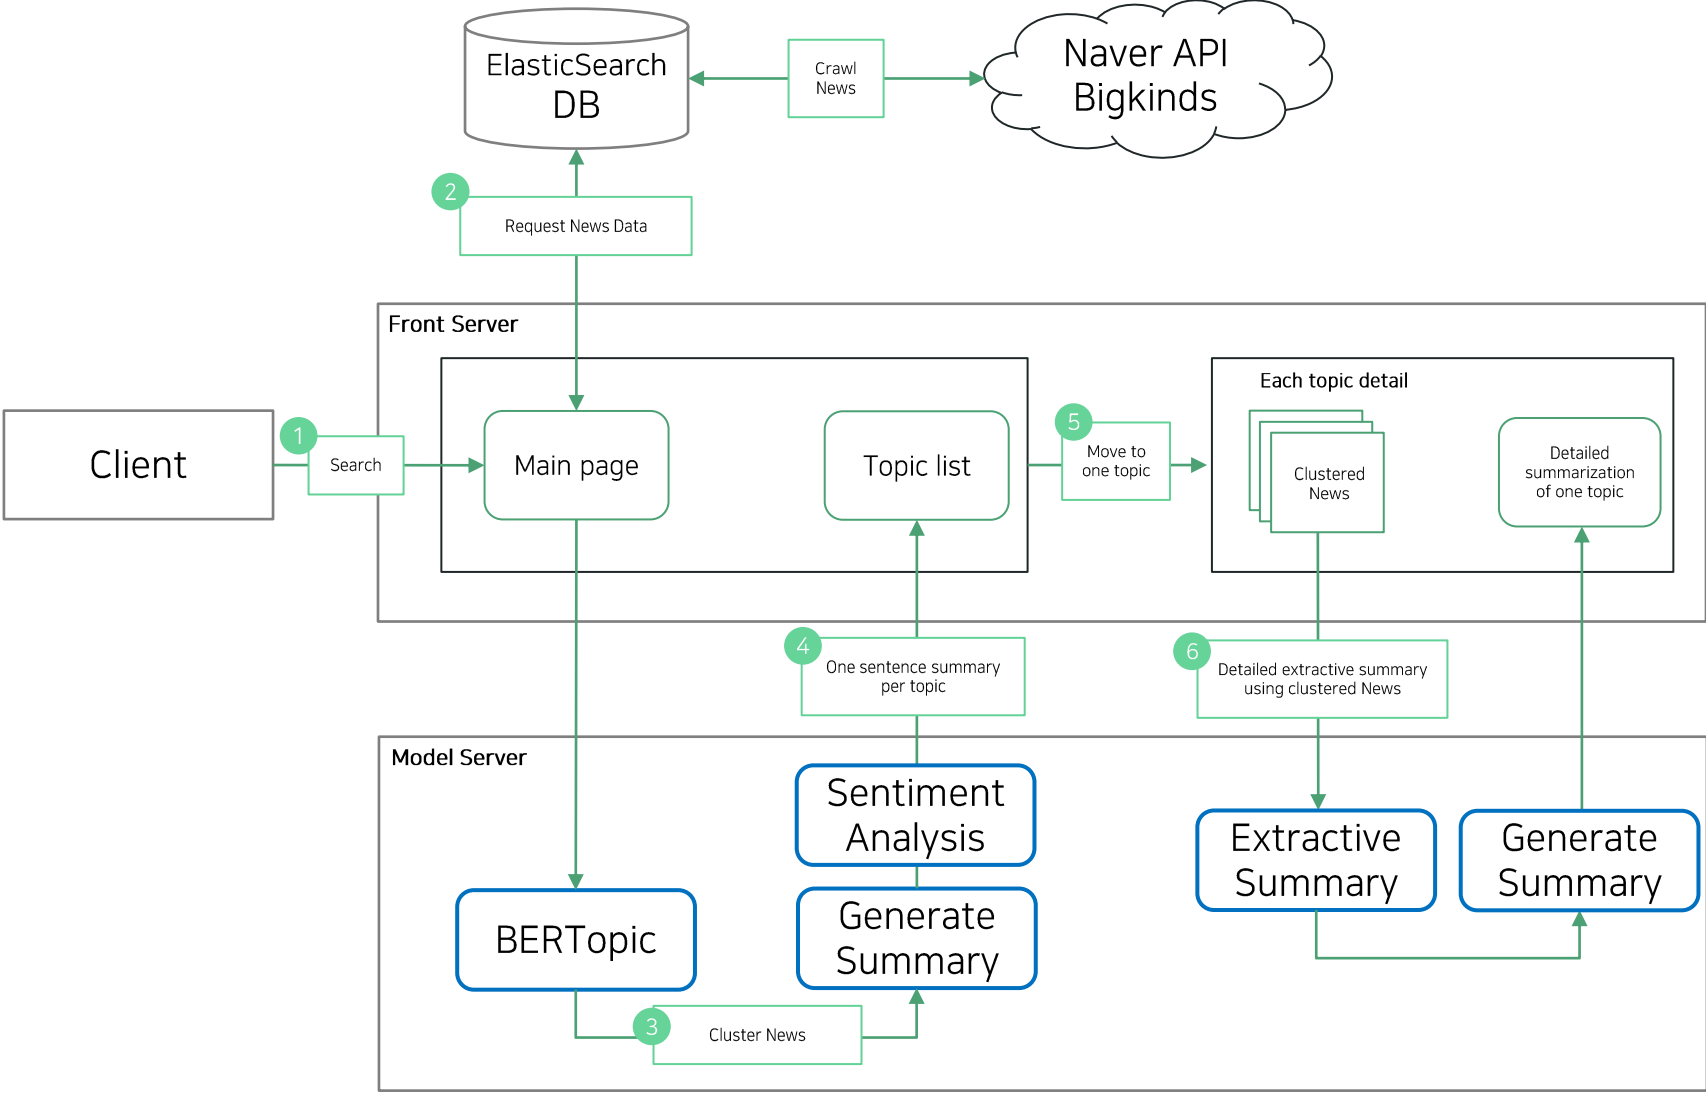 ElasticSearch
DB
Crawl
News
Naver API
Bigkinds
2
Request News Data
Front Server
Client
1
Search
Main page
Topic list
5
Move to
one topic
Each topic detail
Clustered
News
Detailed
summarization
of one topic
4
One sentence summary
per topic
6
Detailed extractive summary
using clustered News
Model Server
Sentiment
Analysis
Extractive
Summary
Generate
Summary
BERTopic
Generate
Summary
3
Cluster News